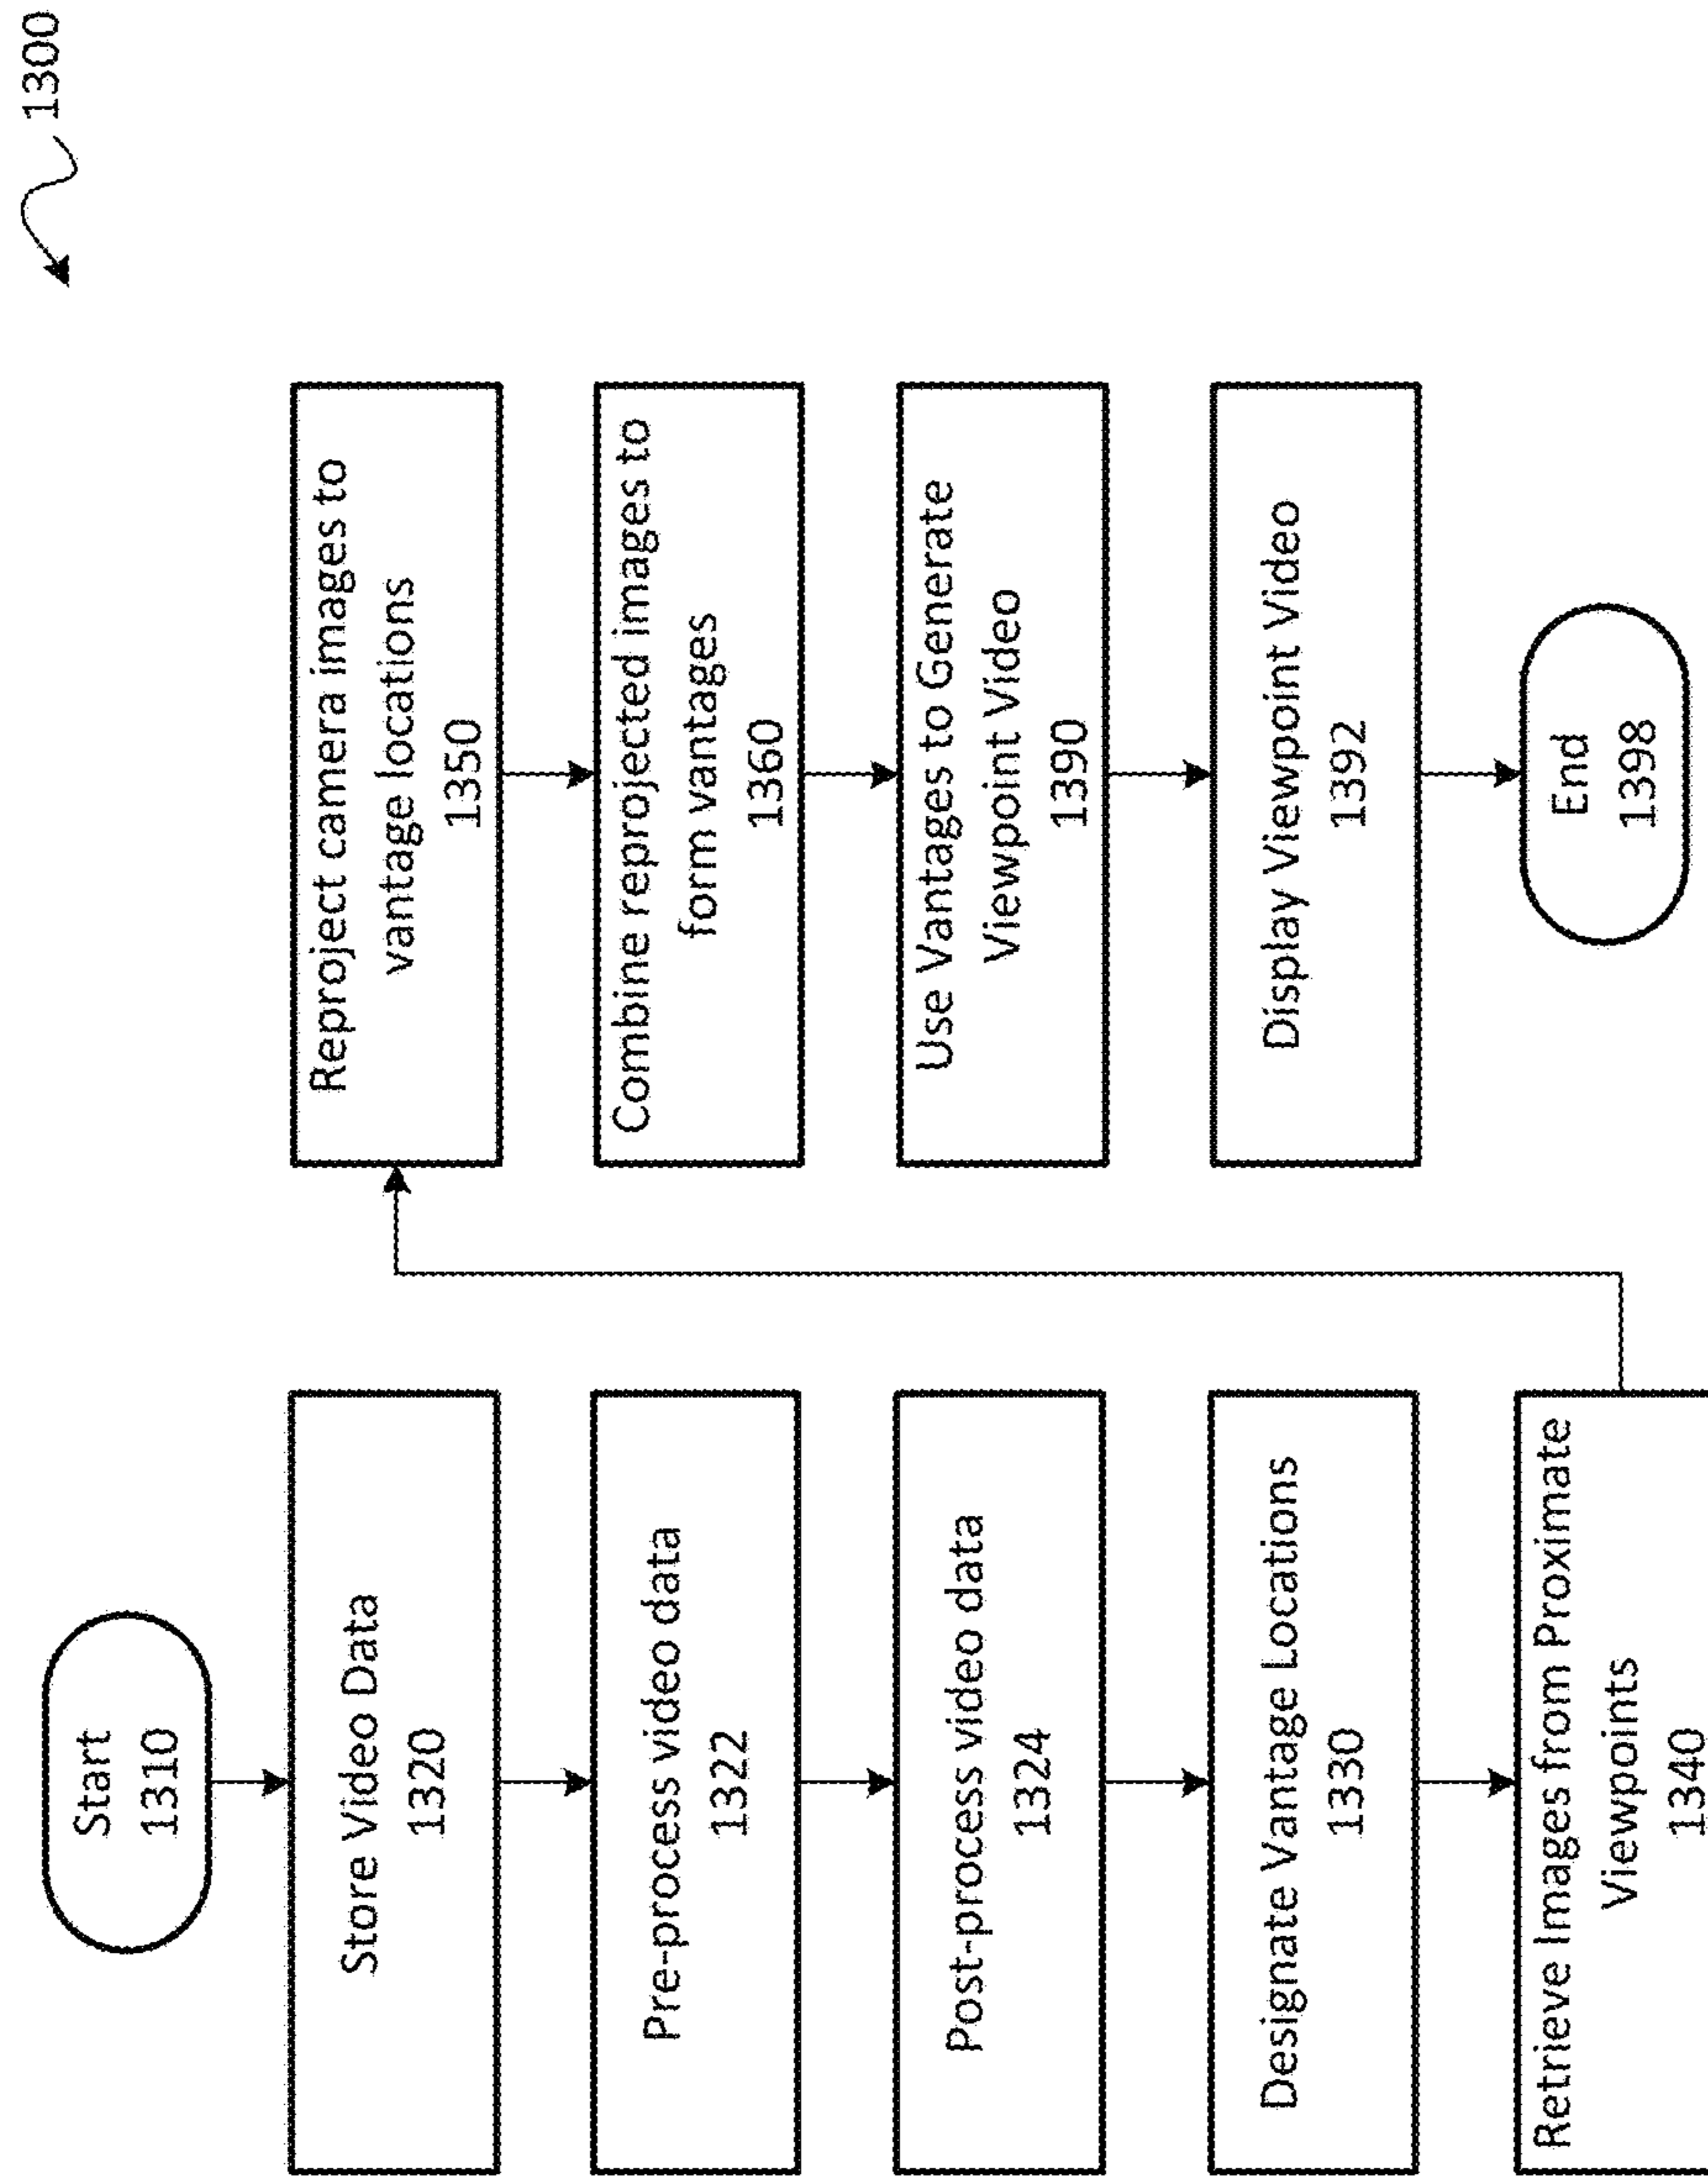 1300
Start
1310
Store Video Data
1320
Pre-process video data
1322
Post-process video data
1324
Designate Vantage Locations
1330
Retrieve Images from Proximate
Viewpoints
1340
Reproject camera images to
vantage locations
1350
Combine reprojected images to
form vantages
1360
Use Vantages to Generate
Viewpoint Video
1390
Display Viewpoint Video
1392
End
1398